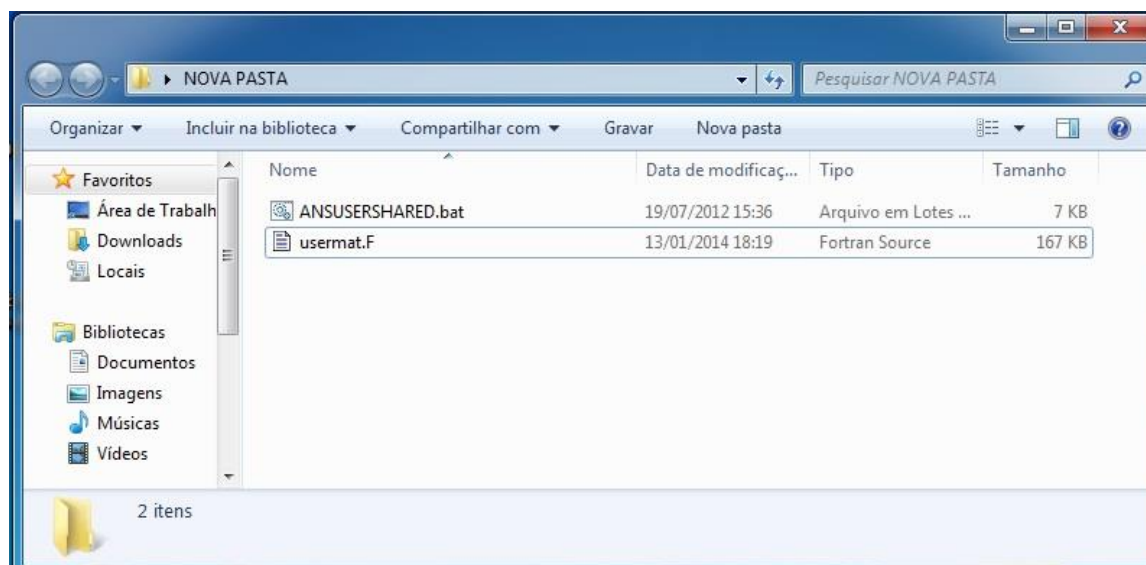 NOVA PASTA
Pesquisar NOVA PASTA
Organizar
Incluir na biblioteca
Compartilhar com
Gravar
Nova pasta
Favoritos
Área de Trabalh
Downloads
Locais
Bibliotecas
Documentos
Imagens
Músicas
Vídeos
Nome Data de modificaç... Tipo Tamanho
ANSUSERSHARED.bat 19/07/2012 15:36 Arquivo em Lotes ... 7 KB
usermat.F 13/01/2014 18:19 Fortran Source 167 KB
2 itens